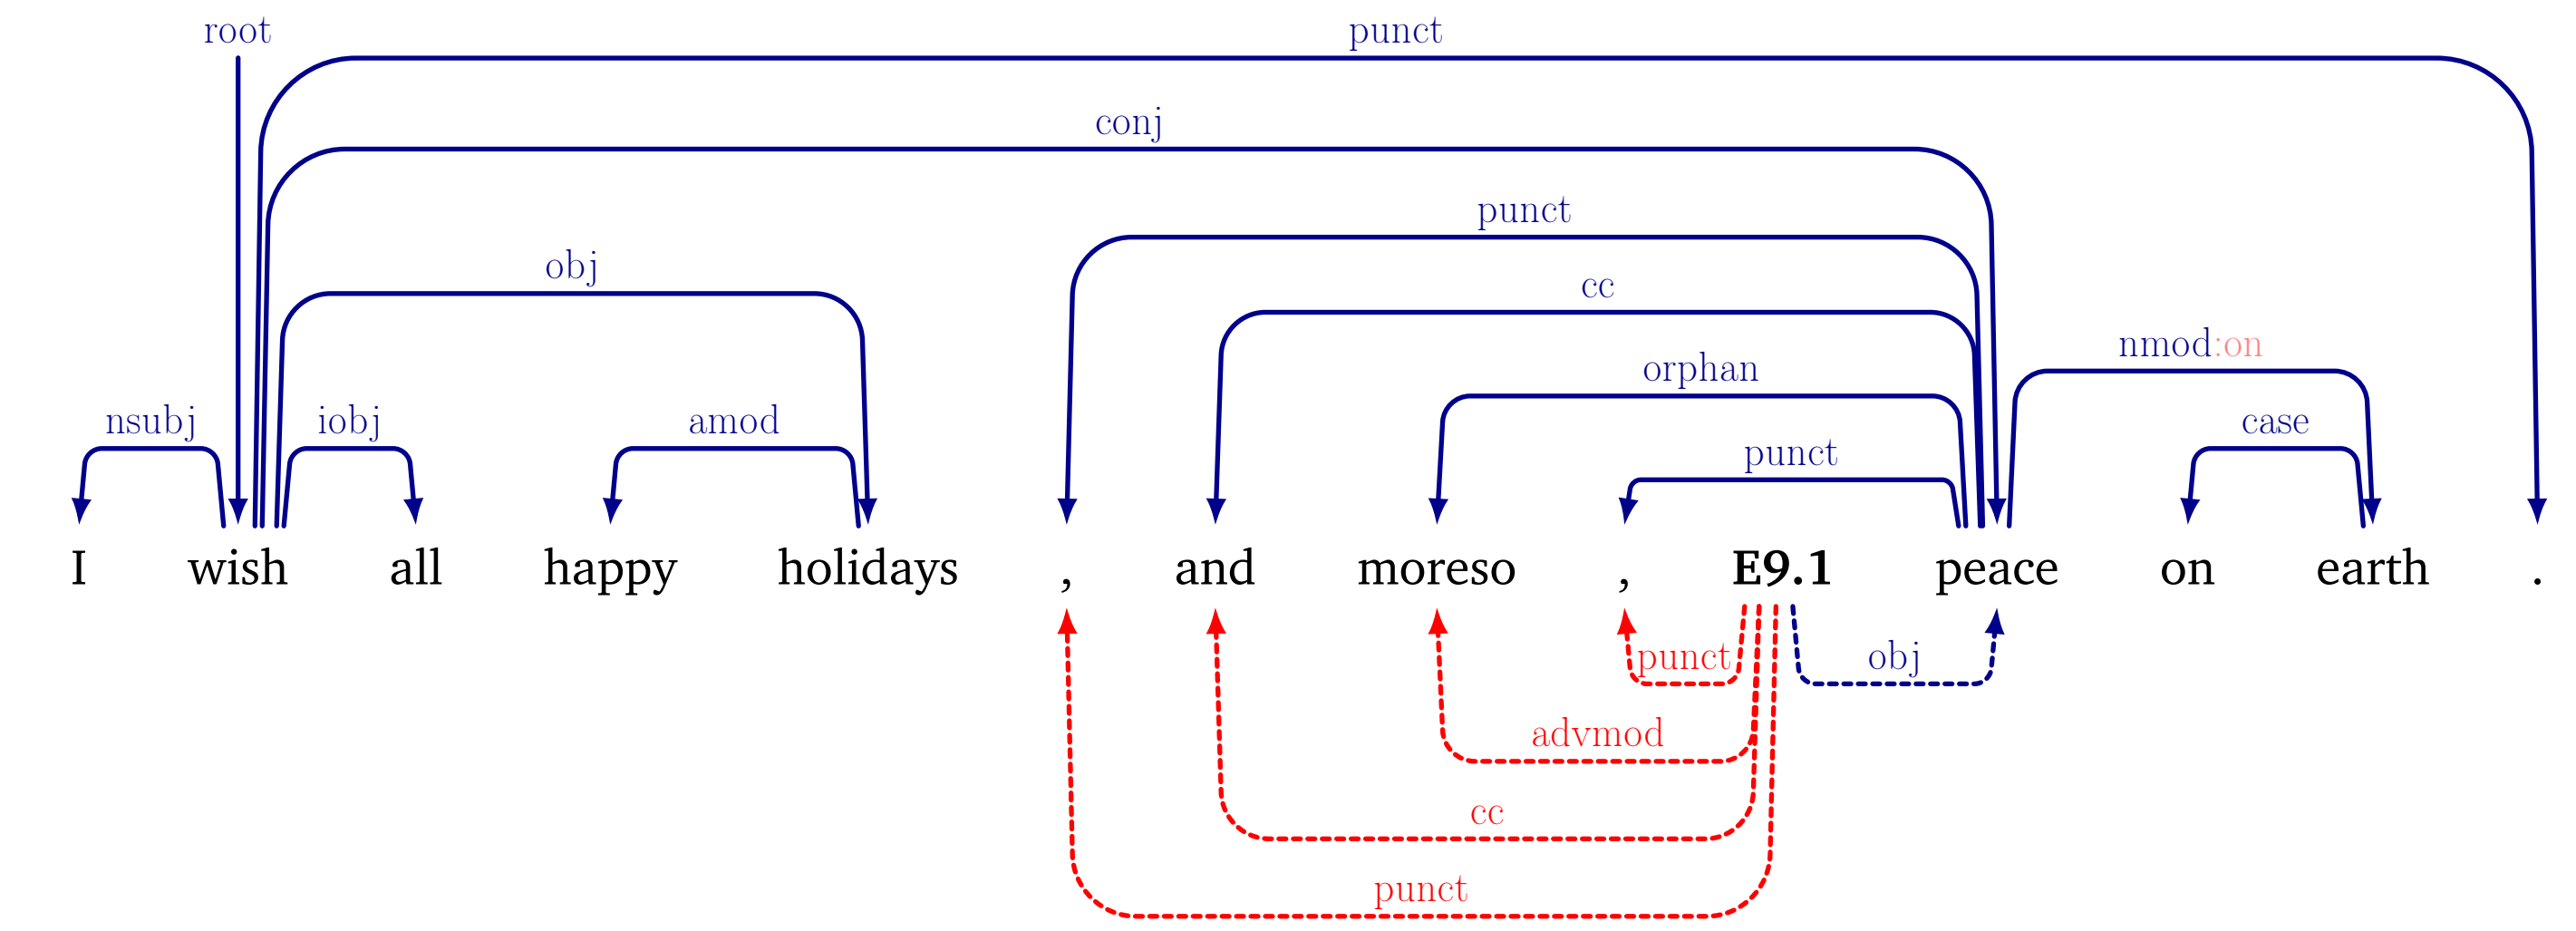 root punct
conj
punct
obj
cc
nmod:on
orphan
nsubj iobj amod case
punct
I wish all happy holidays , and moreso , E9.1 peace on earth .
punct obj
advmod
cc
punct